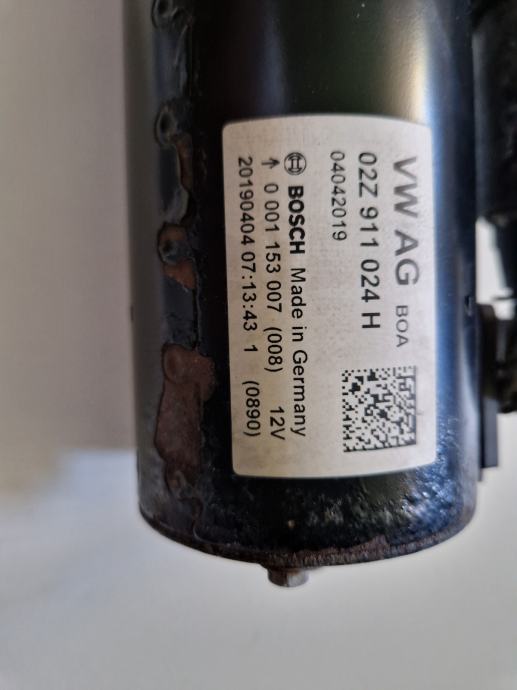 VW AG BOA
02Z 911 024 H
04042019
BOSCH Made in Germany
↑ 0 001 153 007 (008) 12V
20190404 07:13:43 1 (0890)